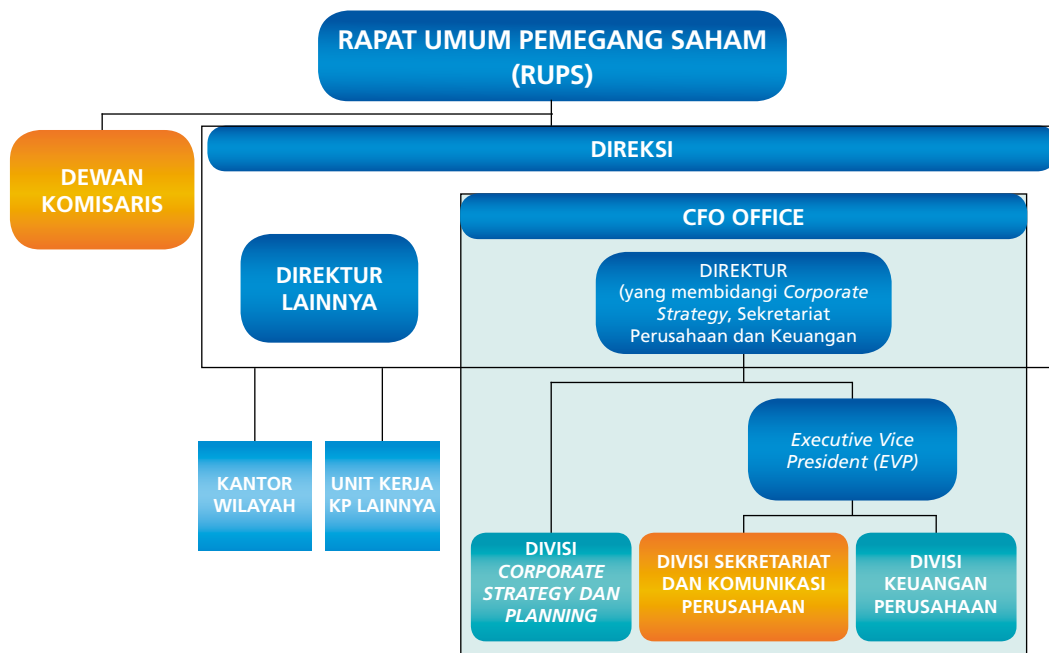 RAPAT UMUM PEMEGANG SAHAM
(RUPS)
DIREKSI
DEWAN
KOMISARIS
CFO OFFICE
DIREKTUR
LAINNYA
DIREKTUR
(yang membidangi Corporate
Strategy, Sekretariat
Perusahaan dan Keuangan
Executive Vice
President (EVP)
KANTOR
WILAYAH
UNIT KERJA
KP LAINNYA
DIVISI
CORPORATE
STRATEGY DAN
PLANNING
DIVISI SEKRETARIAT
DAN KOMUNIKASI
PERUSAHAAN
DIVISI
KEUANGAN
PERUSAHAAN